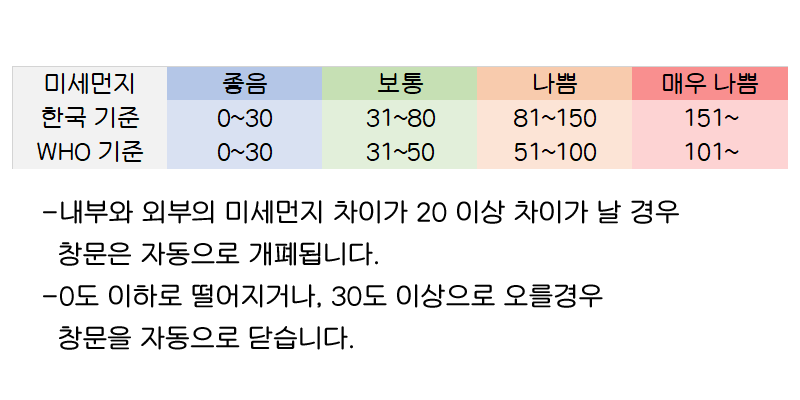 미세먼지 좋음 보통 나쁨 매우 나쁨
한국 기준 0~30 31~80 81~150 151~
WHO 기준 0~30 31~50 51~100 101~
-내부와 외부의 미세먼지 차이가 20 이상 차이가 날 경우
창문은 자동으로 개폐됩니다.
-0도 이하로 떨어지거나, 30도 이상으로 오를경우
창문을 자동으로 닫습니다.